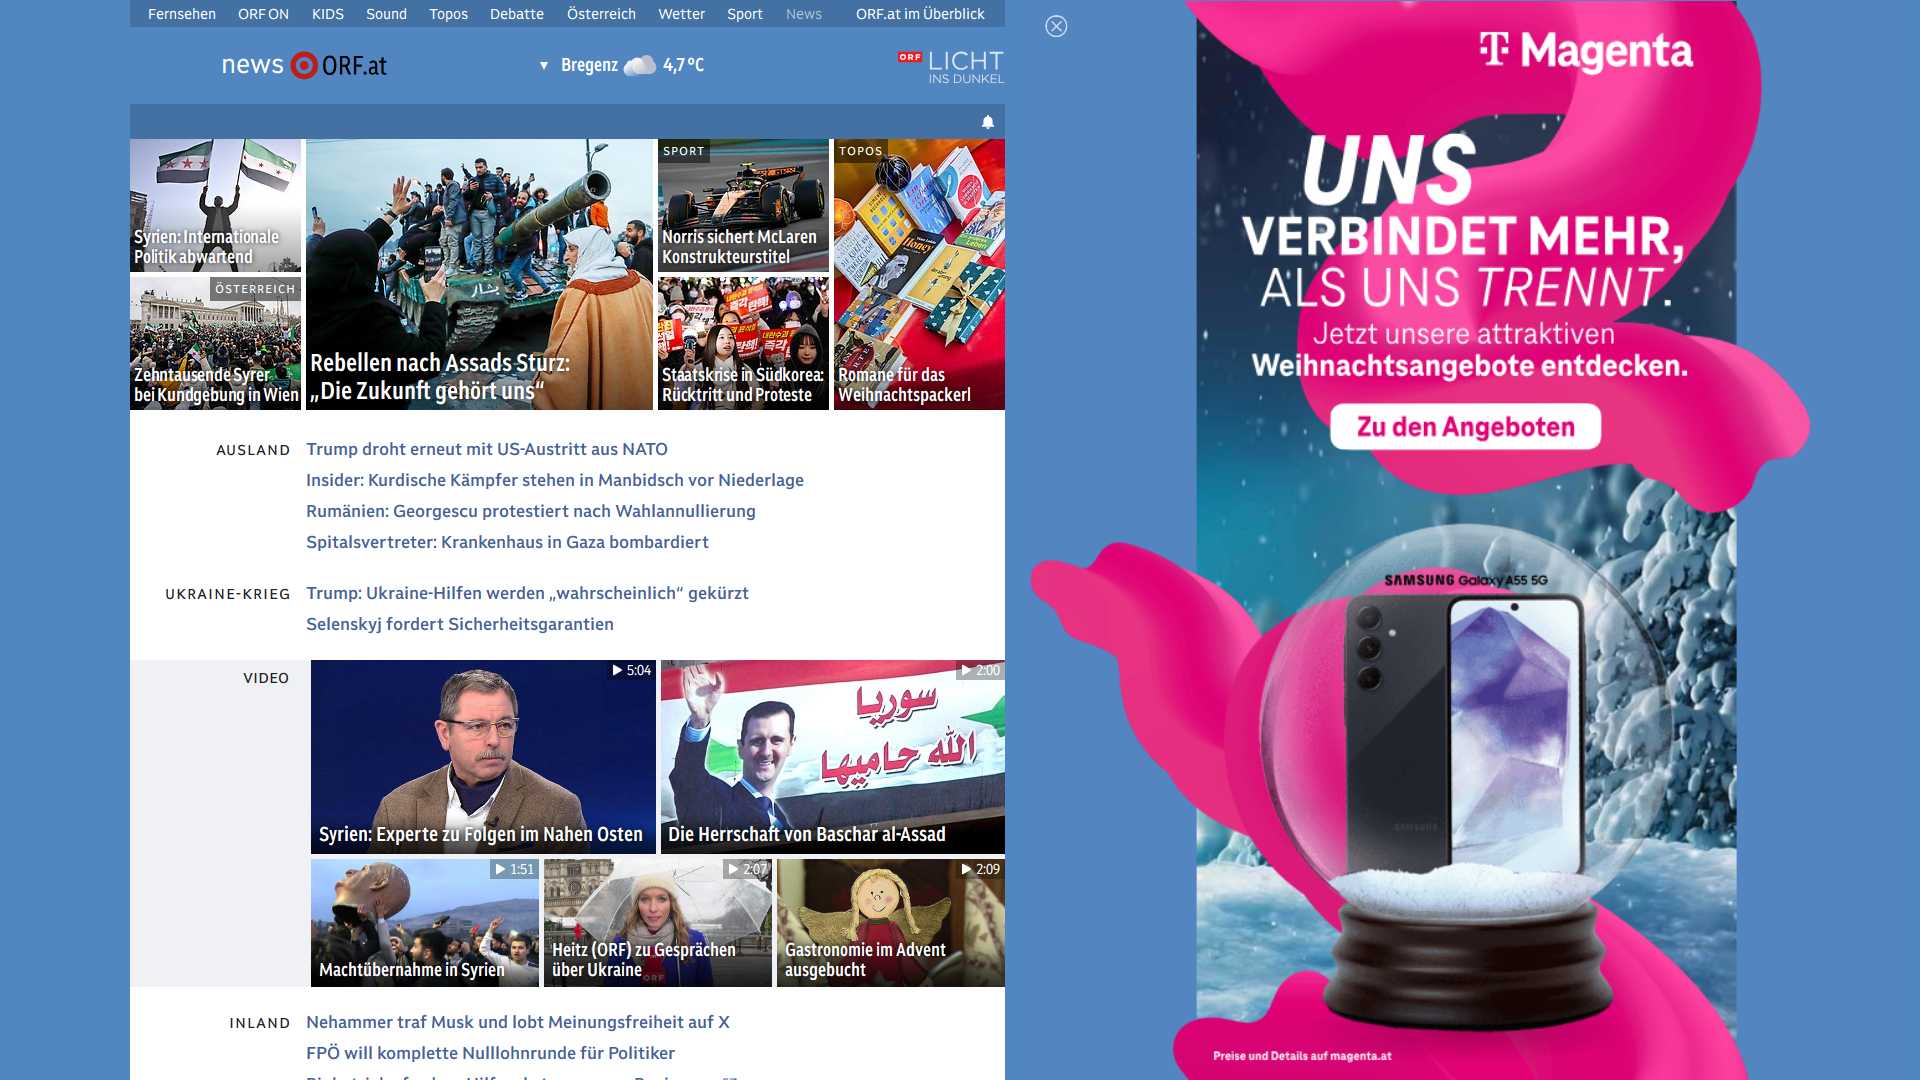 Fernsehen ORF ON KIDS Sound Topos Debatte Österreich Wetter Sport News ORF.at im Überblick
news ORF.at
▼ Bregenz 4,7 °C
ORF LICHT
INS DUNKEL
Syrien: Internationale
Politik abwartend
ÖSTERREICH
Zehntausende Syrer
bei Kundgebung in Wien
بشار
Rebellen nach Assads Sturz:
„Die Zukunft gehört uns“
SPORT
Norris sichert McLaren
Konstrukteurstitel
Staatskrise in Südkorea:
Rücktritt und Proteste
TOPOS
Honey
Romane für das
Weihnachtspackerl
AUSLAND
Trump droht erneut mit US-Austritt aus NATO
Insider: Kurdische Kämpfer stehen in Manbidsch vor Niederlage
Rumänien: Georgescu protestiert nach Wahlannullierung
Spitalsvertreter: Krankenhaus in Gaza bombardiert
UKRAINE-KRIEG
Trump: Ukraine-Hilfen werden „wahrscheinlich“ gekürzt
Selenskyj fordert Sicherheitsgarantien
VIDEO
5:04
Syrien: Experte zu Folgen im Nahen Osten
2:00
سوريا
الله حاميها
Die Herrschaft von Baschar al-Assad
1:51
Machtübernahme in Syrien
2:07
Heitz (ORF) zu Gesprächen
über Ukraine
ORF
2:09
Gastronomie im Advent
ausgebucht
INLAND
Nehammer traf Musk und lobt Meinungsfreiheit auf X
FPÖ will komplette Nulllohnrunde für Politiker
T Magenta
UNS
VERBINDET MEHR,
ALS UNS TRENNT.
Jetzt unsere attraktiven
Weihnachtsangebote entdecken.
Zu den Angeboten
SAMSUNG Galaxy A55 5G
SAMSUNG
Preise und Details auf magenta.at